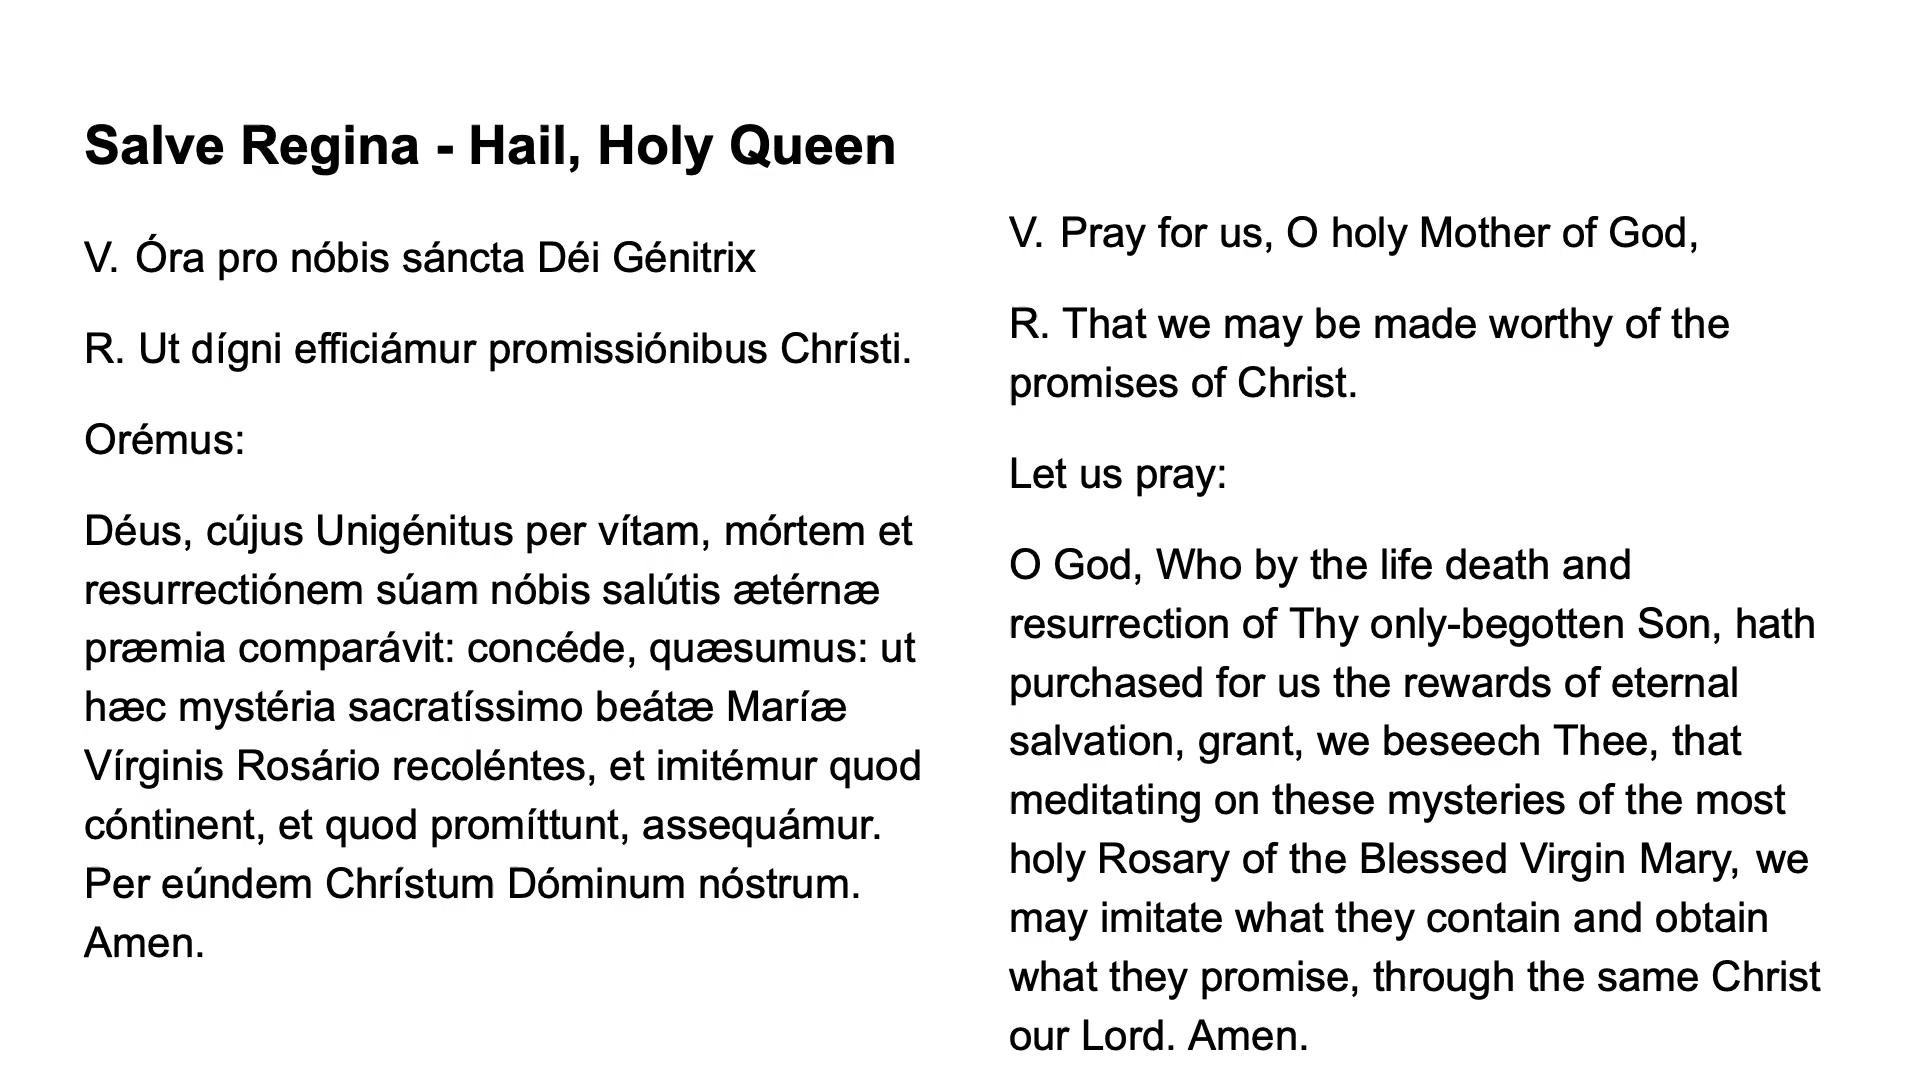 Salve Regina - Hail, Holy Queen
V. Óra pro nóbis sáncta Déi Génitrix
R. Ut dígni efficiámur promissiónibus Chrísti.
Orémus:
Déus, cújus Unigénitus per vítam, mórtem et
resurrectiónem súam nóbis salútis ætérnæ
præmia comparávit: concéde, quæsumus: ut
hæc mystéria sacratíssimo beátæ Maríæ
Vírginis Rosário recoléntes, et imitémur quod
cóntinent, et quod promíttunt, assequámur.
Per eúndem Chrístum Dóminum nóstrum.
Amen.
V. Pray for us, O holy Mother of God,
R. That we may be made worthy of the
promises of Christ.
Let us pray:
O God, Who by the life death and
resurrection of Thy only-begotten Son, hath
purchased for us the rewards of eternal
salvation, grant, we beseech Thee, that
meditating on these mysteries of the most
holy Rosary of the Blessed Virgin Mary, we
may imitate what they contain and obtain
what they promise, through the same Christ
our Lord. Amen.